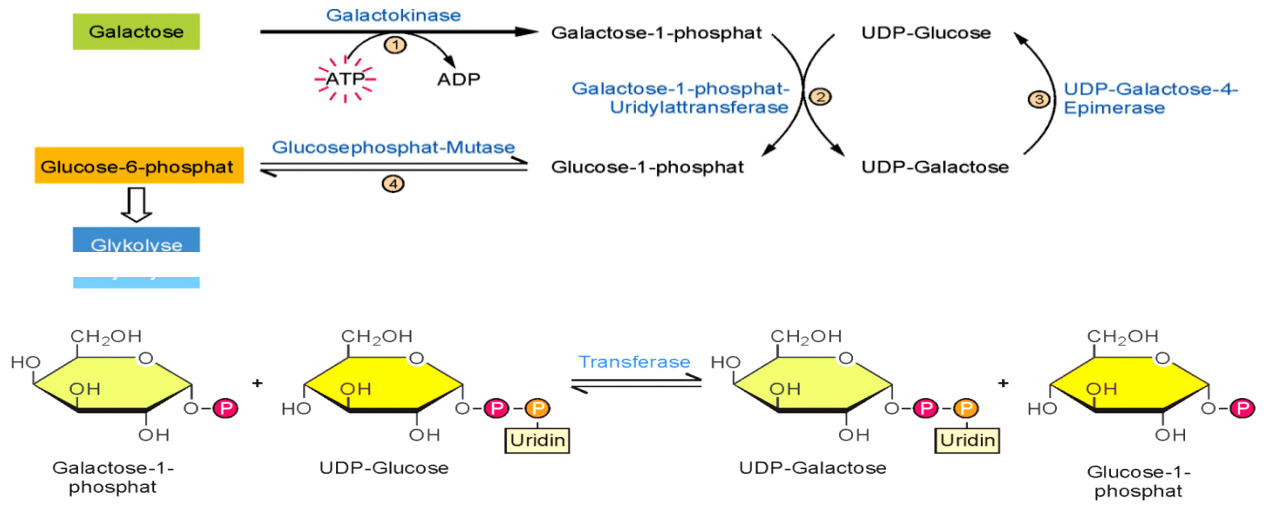 Galactokinase
Galactose
1
Galactose-1-phosphat
UDP-Glucose
ATP
ADP
Galactose-1-phosphat-
Uridylattransferase
2
3
UDP-Galactose-4-
Epimerase
Glucosephosphat-Mutase
Glucose-6-phosphat
4
Glucose-1-phosphat
UDP-Galactose
Glykolyse
CH₂OH
HO
O
OH
O
P
OH
Galactose-1-
phosphat
+
CH₂OH
O
OH
HO
O
P
P
OH
Uridin
UDP-Glucose
Transferase
CH₂OH
HO
O
OH
O
P
P
OH
Uridin
UDP-Galactose
+
CH₂OH
O
OH
HO
O
P
OH
Glucose-1-
phosphat